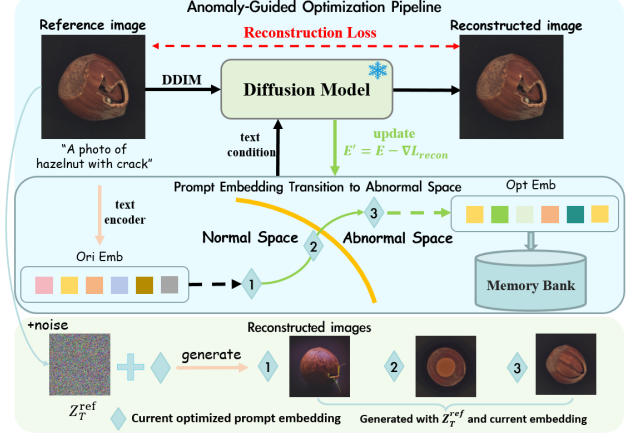 Anomaly-Guided Optimization Pipeline
Reference image
Reconstruction Loss
Reconstructed image
DDIM
Diffusion Model
"A photo of
hazelnut with crack"
text
condition
update
E' = E − ∇L_recon
Prompt Embedding Transition to Abnormal Space
Opt Emb
text
encoder
Normal Space
Abnormal Space
3
2
1
Ori Emb
Memory Bank
+noise
Reconstructed images
generate
1
2
3
Z_T^ref
Current optimized prompt embedding
Generated with Z_T^ref and current embedding